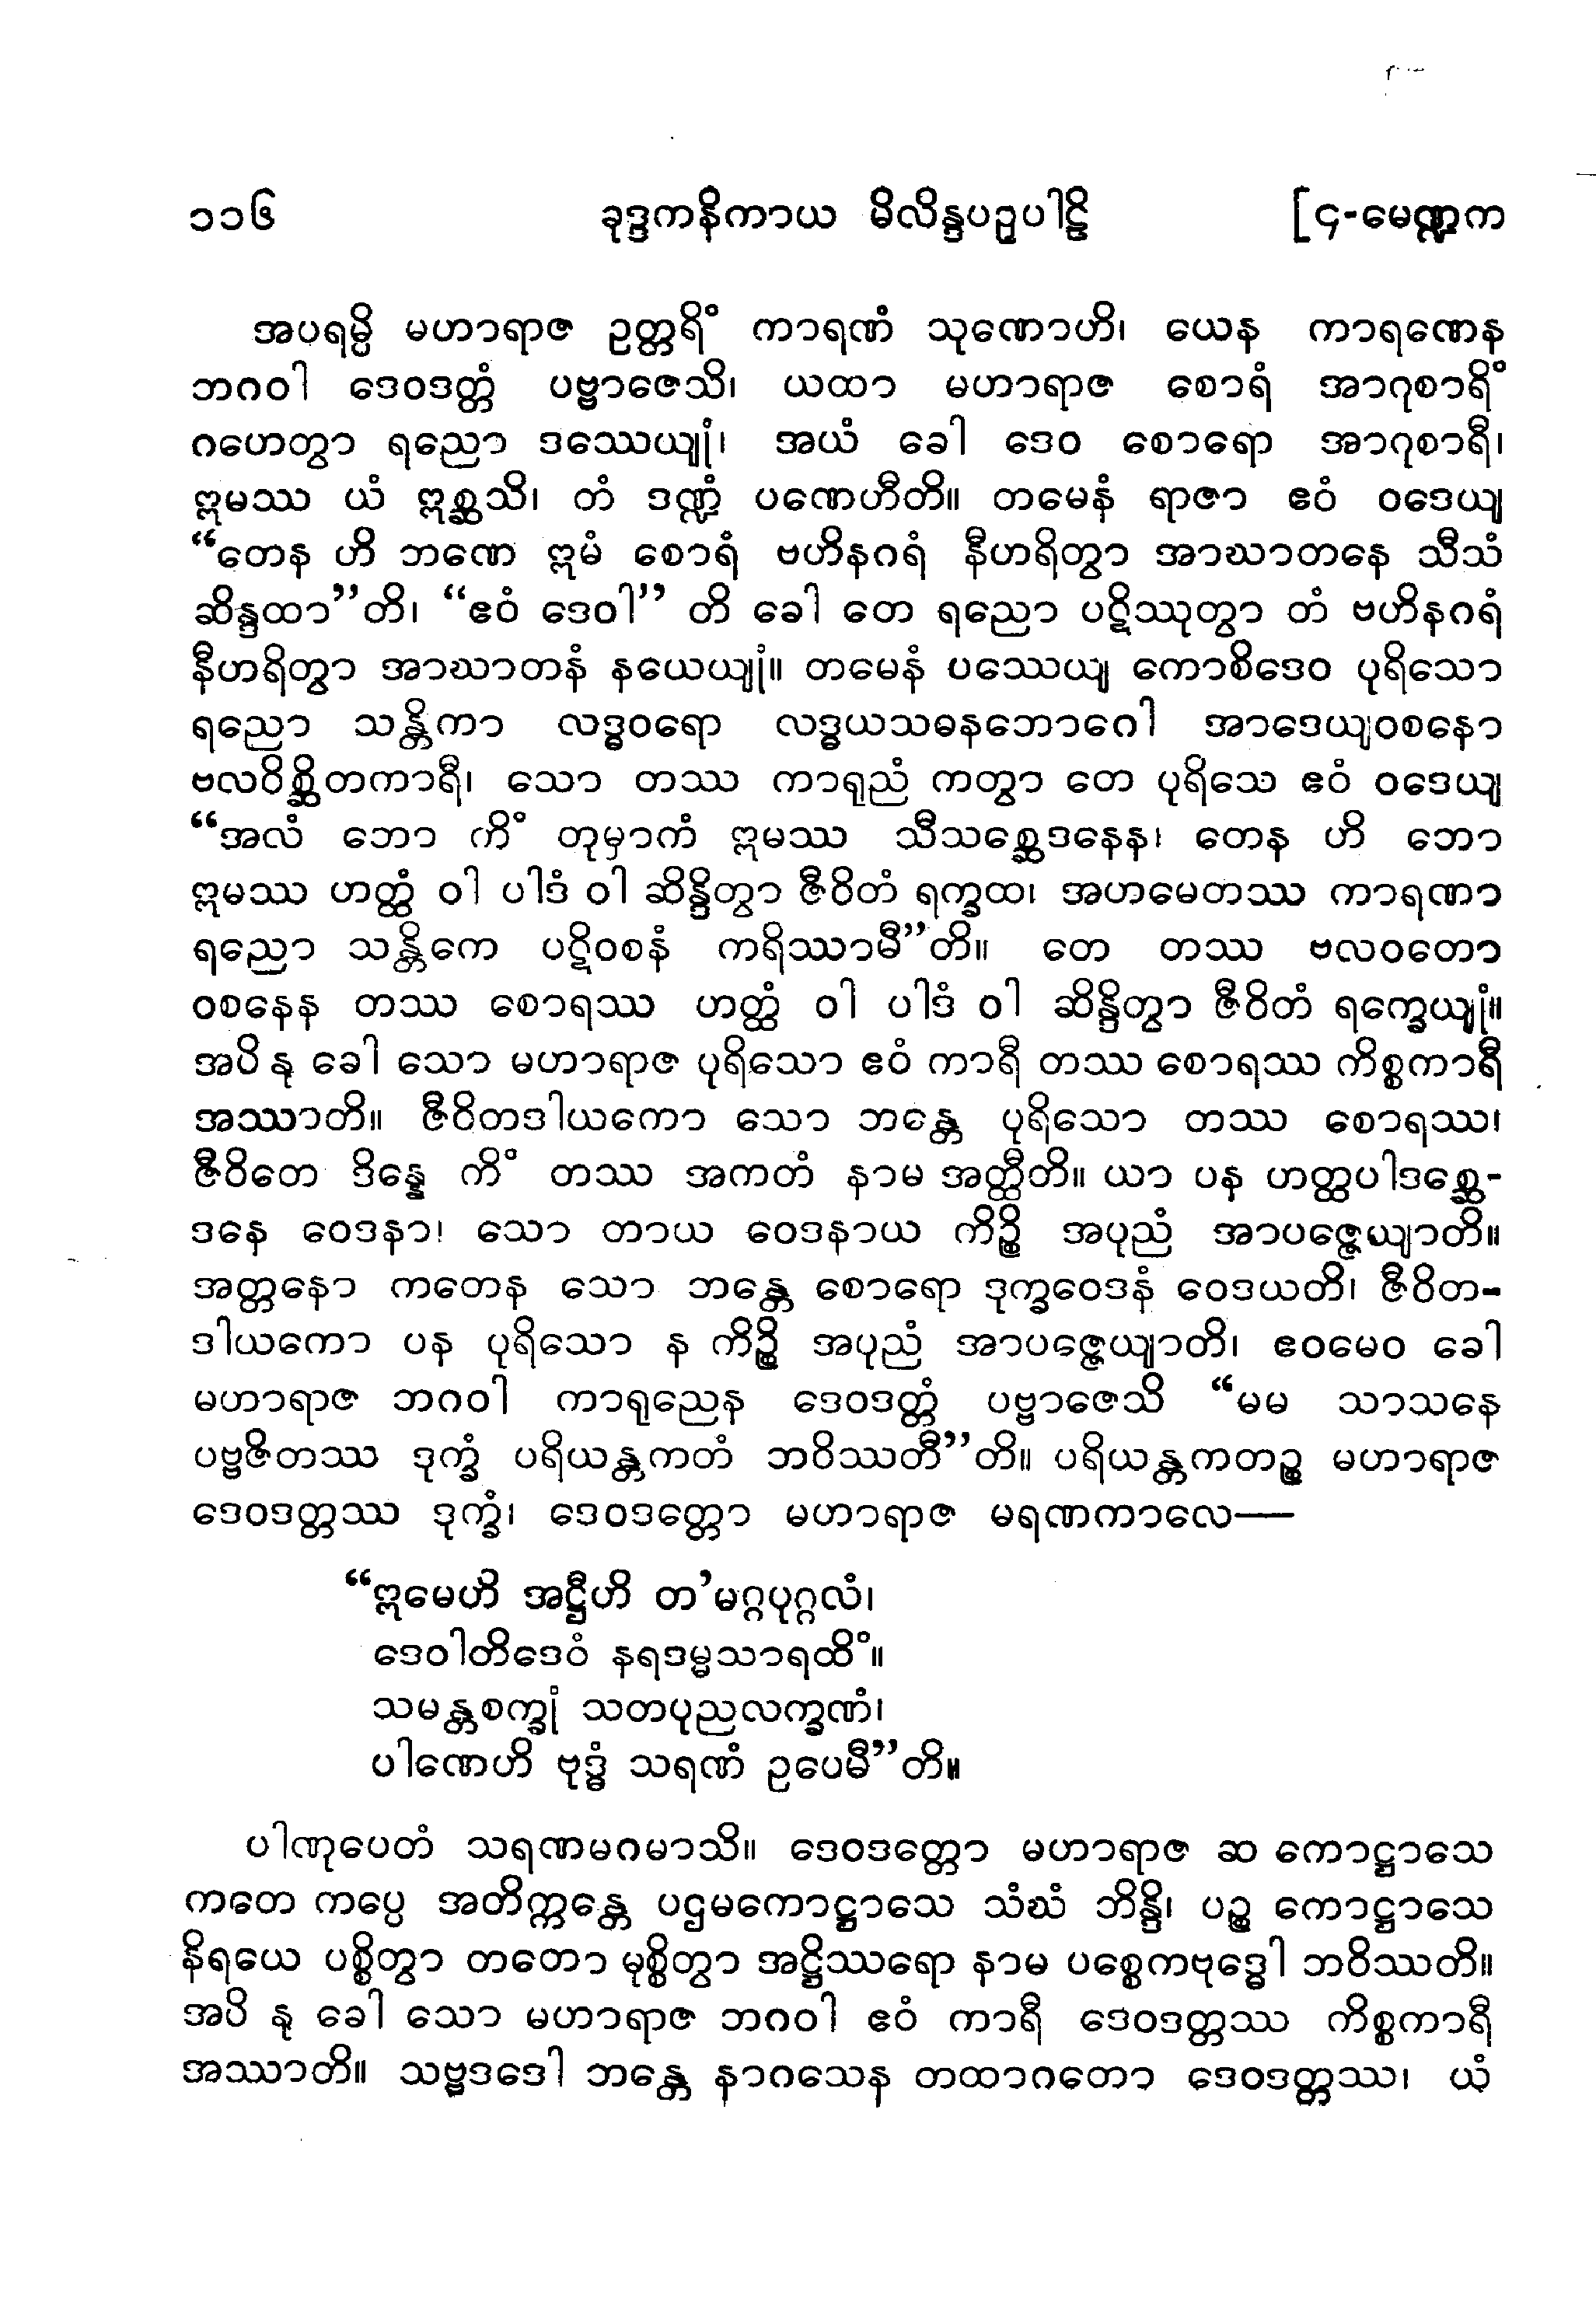 ၁၁၆ ခုဒ္ဒကနိကာယ မိလိန္ဒပဉှပါဠိ [၄-မေဏ္ဍက
အပရမ္ပိ မဟာရာဇ ဥတ္တရိံ ကာရဏံ သုဏောဟိ၊ ယေန ကာရဏေန
ဘဂဝါ ဒေဝဒတ္တံ ပဗ္ဗာဇေသိ၊ ယထာ မဟာရာဇ စောရံ အာဂုစာရိံ
ဂဟေတွာ ရညော ဒဿေယျုံ၊ အယံ ခေါ ဒေဝ စောရော အာဂုစာရီ၊
ဣမဿ ယံ ဣစ္ဆသိ၊ တံ ဒဏ္ဍံ ပဏေဟီတိ။ တမေနံ ရာဇာ ဧဝံ ဝဒေယျ
“တေန ဟိ ဘဏေ ဣမံ စောရံ ဗဟိနဂရံ နီဟရိတွာ အာဃာတနေ သီသံ
ဆိန္ဒထာ”တိ၊ “ဧဝံ ဒေဝါ” တိ ခေါ တေ ရညော ပဋိဿုတွာ တံ ဗဟိနဂရံ
နီဟရိတွာ အာဃာတနံ နယေယျုံ။ တမေနံ ပဿေယျ ကောစိဒေဝ ပုရိသော
ရညော သန္တိကာ လဒ္ဓဝရော လဒ္ဓယသဓနဘောဂေါ အာဒေယျဝစနော
ဗလဝိစ္ဆိတကာရီ၊ သော တဿ ကာရုညံ ကတွာ တေ ပုရိသေ ဧဝံ ဝဒေယျ
“အလံ ဘော ကိံ တုမှာကံ ဣမဿ သီသစ္ဆေဒနေန၊ တေန ဟိ ဘော
ဣမဿ ဟတ္ထံ ဝါ ပါဒံ ဝါ ဆိန္ဒိတွာ ဇီဝိတံ ရက္ခထ၊ အဟမေတဿ ကာရဏာ
ရညော သန္တိကေ ပဋိဝစနံ ကရိဿာမီ”တိ။ တေ တဿ ဗလဝတော
ဝစနေန တဿ စောရဿ ဟတ္ထံ ဝါ ပါဒံ ဝါ ဆိန္ဒိတွာ ဇီဝိတံ ရက္ခေယျုံ။
အပိ နု ခေါ သော မဟာရာဇ ပုရိသော ဧဝံ ကာရီ တဿ စောရဿ ကိစ္စကာရီ
အဿာတိ။ ဇီဝိတဒါယကော သော ဘန္တေ ပုရိသော တဿ စောရဿ၊
ဇီဝိတေ ဒိန္နေ ကိံ တဿ အကတံ နာမ အတ္ထီတိ။ ယာ ပန ဟတ္ထပါဒစ္ဆေ-
ဒနေ ဝေဒနာ၊ သော တာယ ဝေဒနာယ ကိဉ္စိ အပုညံ အာပဇ္ဇေယျာတိ။
အတ္တနော ကတေန သော ဘန္တေ စောရော ဒုက္ခဝေဒနံ ဝေဒယတိ၊ ဇီဝိတ-
ဒါယကော ပန ပုရိသော န ကိဉ္စိ အပုညံ အာပဇ္ဇေယျာတိ၊ ဧဝမေဝ ခေါ
မဟာရာဇ ဘဂဝါ ကာရုညေန ဒေဝဒတ္တံ ပဗ္ဗာဇေသိ “မမ သာသနေ
ပဗ္ဗဇိတဿ ဒုက္ခံ ပရိယန္တကတံ ဘဝိဿတီ”တိ။ ပရိယန္တကတဉ္စ မဟာရာဇ
ဒေဝဒတ္တဿ ဒုက္ခံ၊ ဒေဝဒတ္တော မဟာရာဇ မရဏကာလေ—
“ဣမေဟိ အဋ္ဌီဟိ တ’မဂ္ဂပုဂ္ဂလံ၊
ဒေဝါတိဒေဝံ နရဒမ္မသာရထိံ။
သမန္တစက္ခုံ သတပုညလက္ခဏံ၊
ပါဏေဟိ ဗုဒ္ဓံ သရဏံ ဥပေမီ”တိ။
ပါဏုပေတံ သရဏမဂမာသိ။ ဒေဝဒတ္တော မဟာရာဇ ဆ ကောဋ္ဌာသေ
ကတေ ကပ္ပေ အတိက္ကန္တေ ပဌမကောဋ္ဌာသေ သံဃံ ဘိန္ဒိ၊ ပဉ္စ ကောဋ္ဌာသေ
နိရယေ ပစ္စိတွာ တတော မုစ္စိတွာ အဋ္ဌိဿရော နာမ ပစ္စေကဗုဒ္ဓေါ ဘဝိဿတိ။
အပိ နု ခေါ သော မဟာရာဇ ဘဂဝါ ဧဝံ ကာရီ ဒေဝဒတ္တဿ ကိစ္စကာရီ
အဿာတိ။ သဗ္ဗဒဒေါ ဘန္တေ နာဂသေန တထာဂတော ဒေဝဒတ္တဿ၊ ယံ